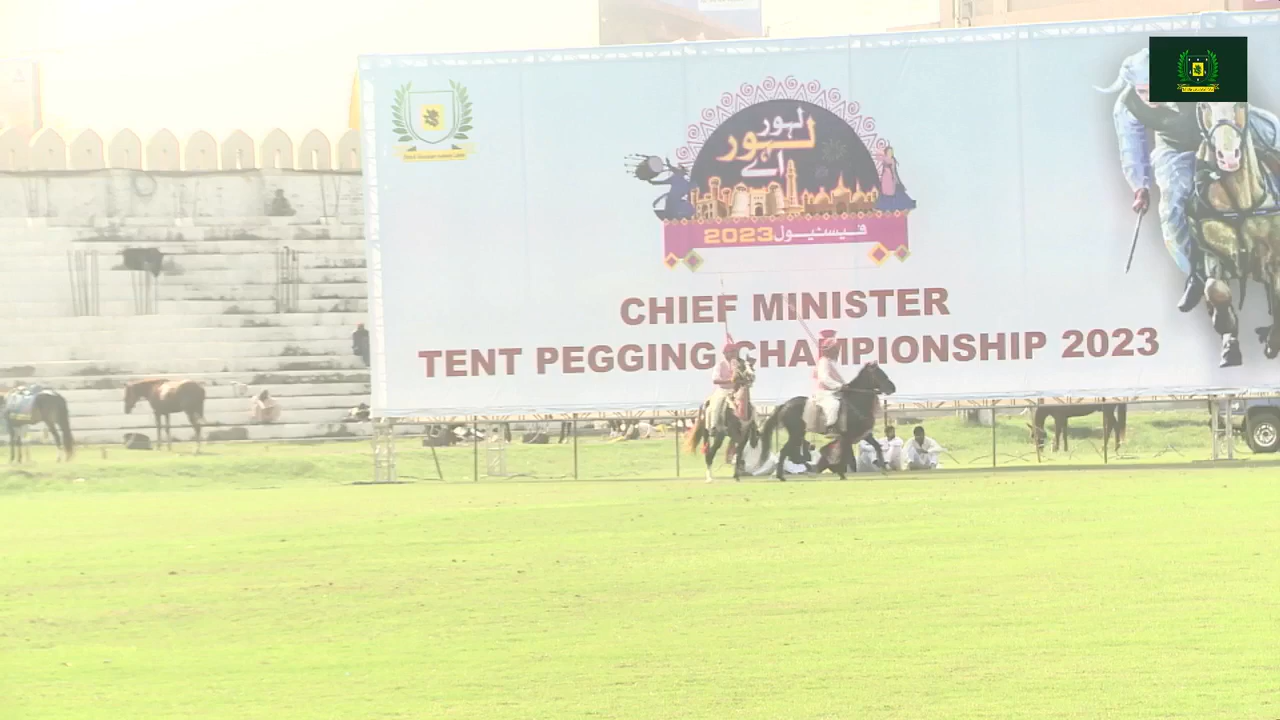 لہور
لہور
اے
فیسٹیول 2023
CHIEF MINISTER
TENT PEGGING CHAMPIONSHIP 2023